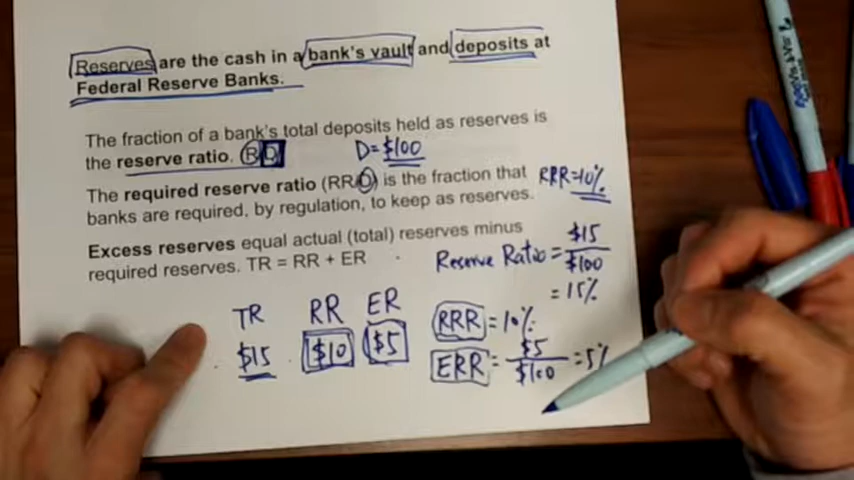 Reserves are the cash in a bank's vault and deposits at
Federal Reserve Banks.
The fraction of a bank's total deposits held as reserves is
the reserve ratio. R/D D=$100
The required reserve ratio (RR/D) is the fraction that RRR=10%
banks are required, by regulation, to keep as reserves.
Excess reserves equal actual (total) reserves minus
required reserves. TR = RR + ER
Reserve Ratio = $15
$100
= 15%
TR RR ER
$15 $10 $5
RRR = 10%
ERR = $5
$100
= 5%